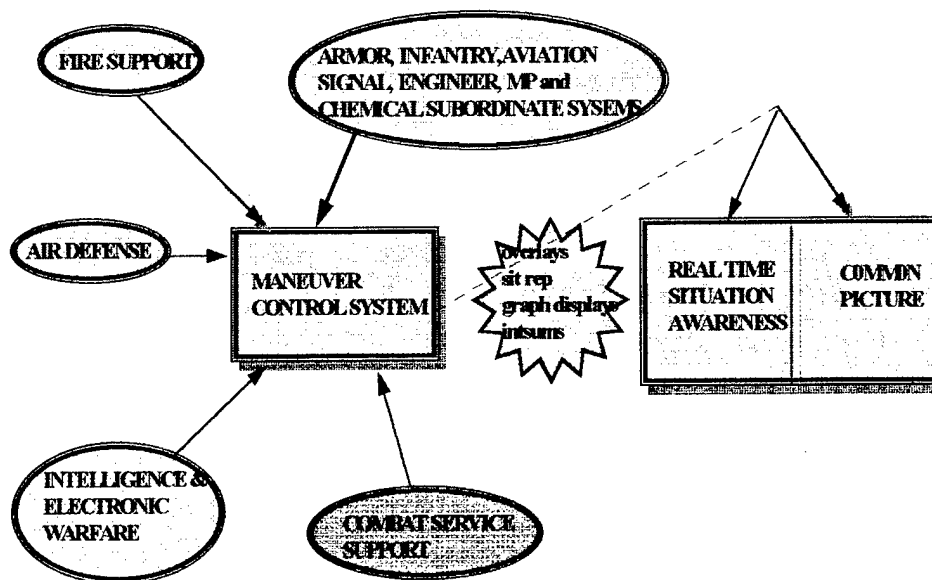 FIRE SUPPORT
ARMOR, INFANTRY, AVIATION
SIGNAL, ENGINEER, MP and
CHEMICAL SUBORDINATE SYSEMS
AIR DEFENSE
MANEUVER
CONTROL SYSTEM
overlays
sit rep
graph displays
intsums
REAL TIME
SITUATION
AWARENESS
COMMON
PICTURE
INTELLIGENCE &
ELECTRONIC
WARFARE
COMBAT SERVICE
SUPPORT